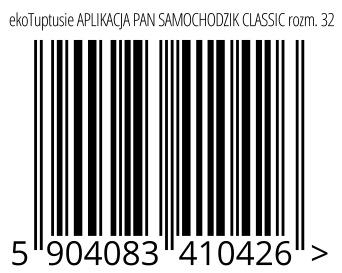 ekoTuptusie APLIKACJA PAN SAMOCHODZIK CLASSIC rozm. 32
5 904083 410426 >